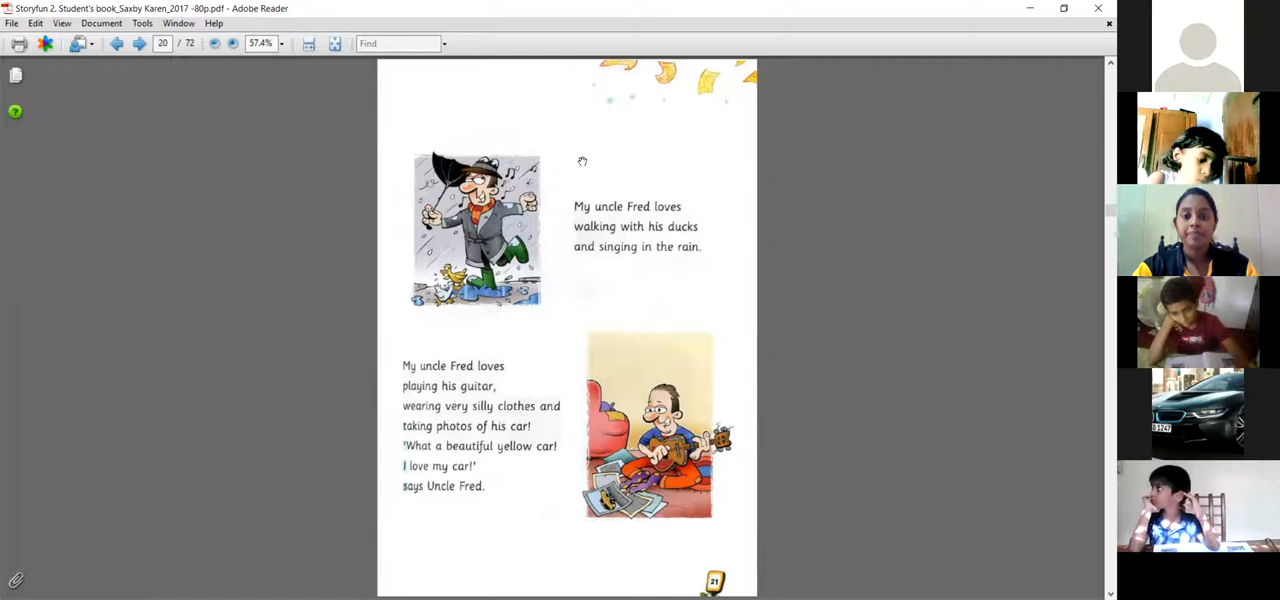 Storyfun 2. Student's book_Saxby Karen_2017 -80p.pdf - Adobe Reader
File Edit View Document Tools Window Help
20 / 72 57.4% Find
My uncle Fred loves
walking with his ducks
and singing in the rain.
My uncle Fred loves
playing his guitar,
wearing very silly clothes and
taking photos of his car!
'What a beautiful yellow car!
I love my car!'
says Uncle Fred.
21